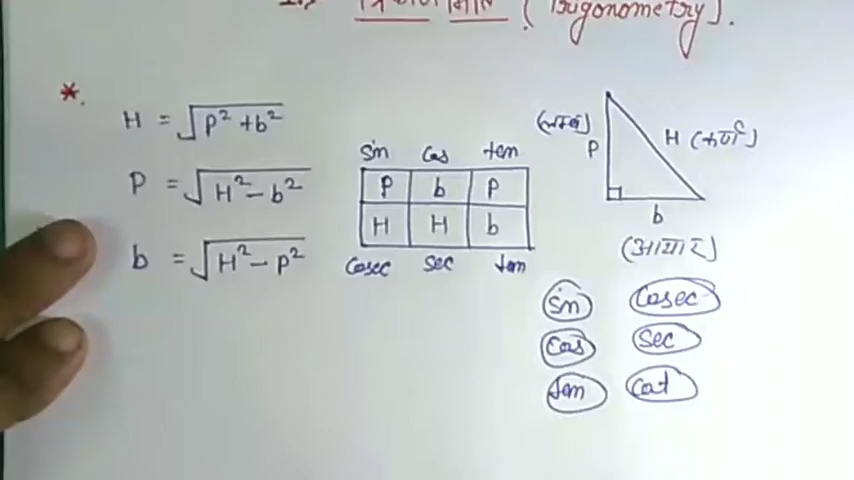 (Trigonometry).
*.
H = √P² + b²
P = √H² - b²
b = √H² - P²
sin cos tan
P b P
H H b
cosec sec tan
(लम्ब)
P
H (कर्ण)
b
(आधार)
sin cosec
cos sec
tan cot